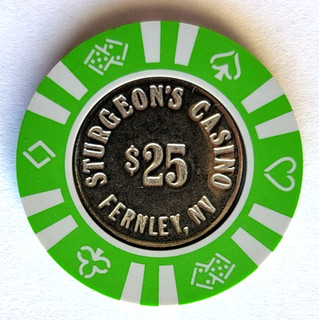 STURGEON'S CASINO
$25
FERNLEY, NV